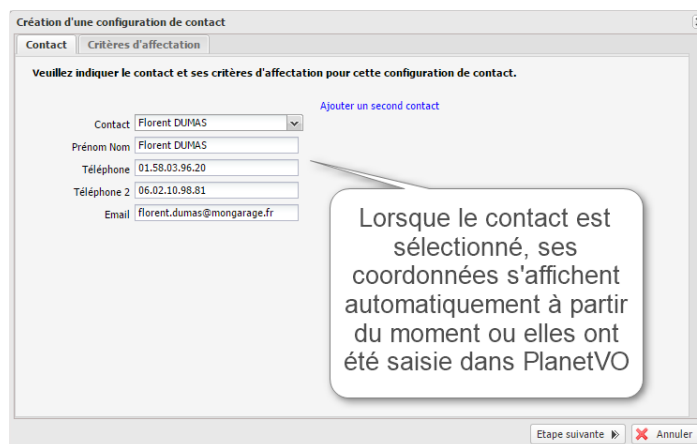 Création d'une configuration de contact
Contact Critères d'affectation
Veuillez indiquer le contact et ses critères d'affectation pour cette configuration de contact.
Ajouter un second contact
Contact Florent DUMAS
Prénom Nom Florent DUMAS
Téléphone 01.58.03.96.20
Téléphone 2 06.02.10.98.81
Email florent.dumas@mongarage.fr
Lorsque le contact est
sélectionné, ses
coordonnées s'affichent
automatiquement à partir
du moment ou elles ont
été saisie dans PlanetVO
Etape suivante Annuler